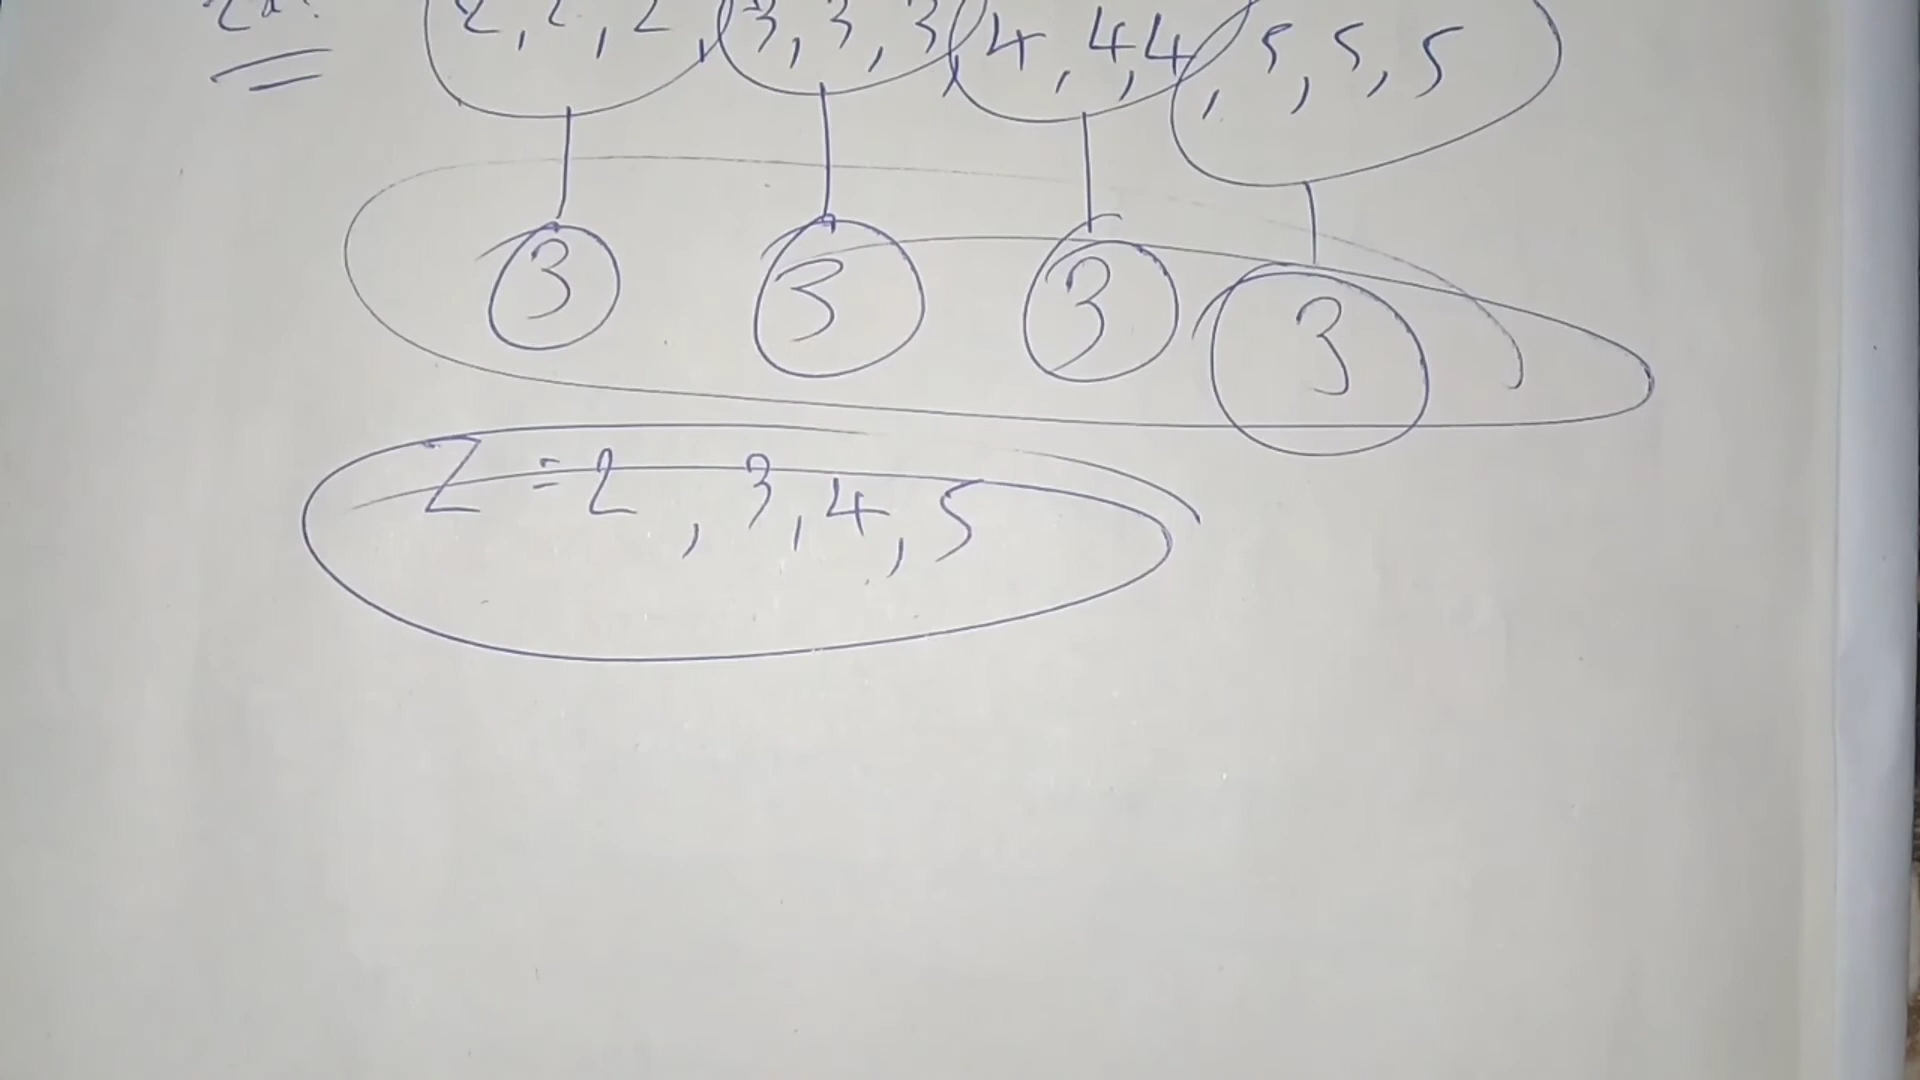 2, 2, 2, 3, 3, 3, 4, 4, 4, 5, 5, 5
3 3 3 3
Z = 2, 3, 4, 5